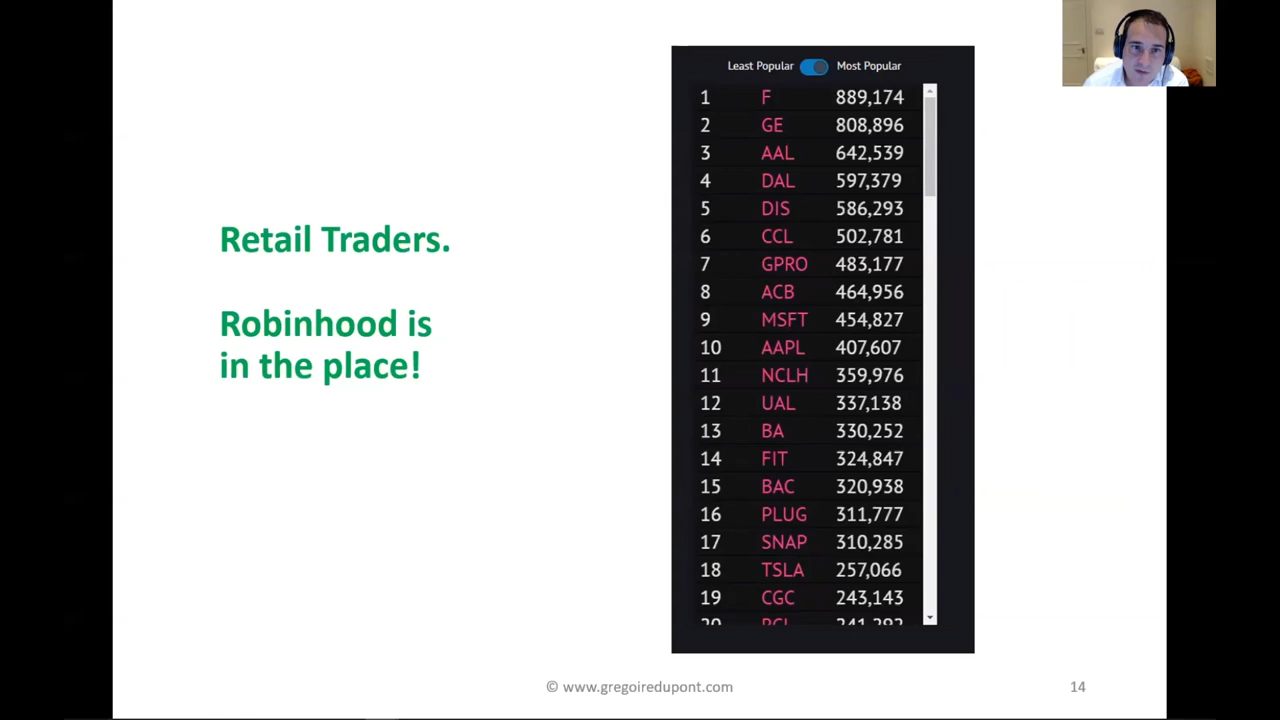 Least Popular Most Popular
1 F 889,174
2 GE 808,896
3 AAL 642,539
4 DAL 597,379
5 DIS 586,293
6 CCL 502,781
7 GPRO 483,177
8 ACB 464,956
9 MSFT 454,827
10 AAPL 407,607
11 NCLH 359,976
12 UAL 337,138
13 BA 330,252
14 FIT 324,847
15 BAC 320,938
16 PLUG 311,777
17 SNAP 310,285
18 TSLA 257,066
19 CGC 243,143
20 RCL 241,292
Retail Traders.
Robinhood is
in the place!
© www.gregoiredupont.com
14